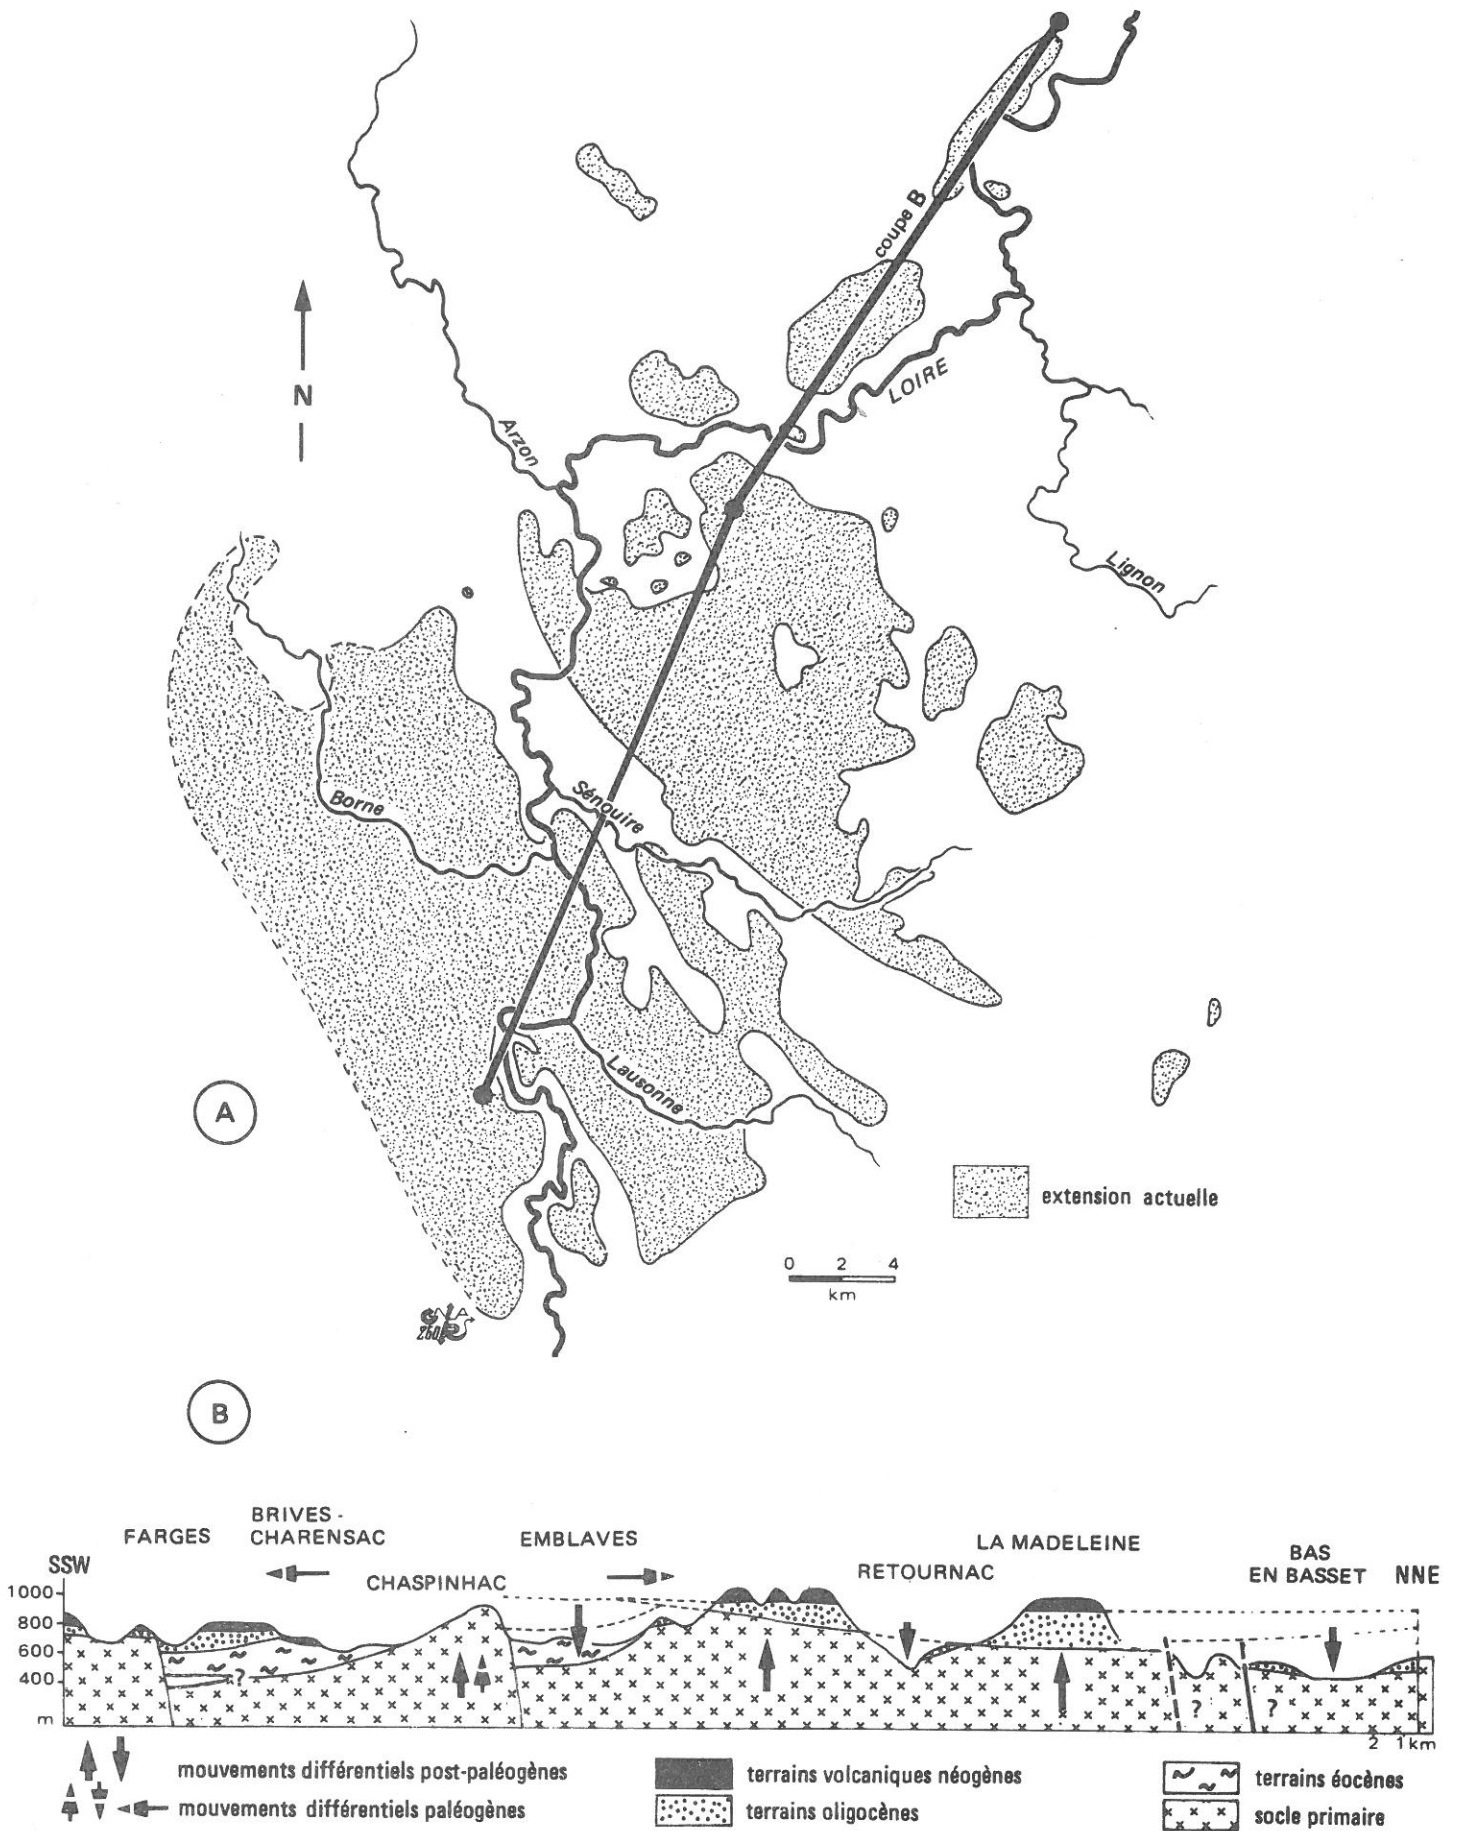 coupe B
N
LOIRE
Arzon
Lignon
Borne
Sénouire
Lausonne
A
extension actuelle
0 2 4
km
B
FARGES
BRIVES -
CHARENSAC
EMBLAVES
LA MADELEINE
BAS
EN BASSET
NNE
SSW
CHASPINHAC
RETOURNAC
1000
800
600
400
m
?
?
?
2 1km
mouvements différentiels post-paléogènes
mouvements différentiels paléogènes
terrains volcaniques néogènes
terrains oligocènes
terrains éocènes
socle primaire